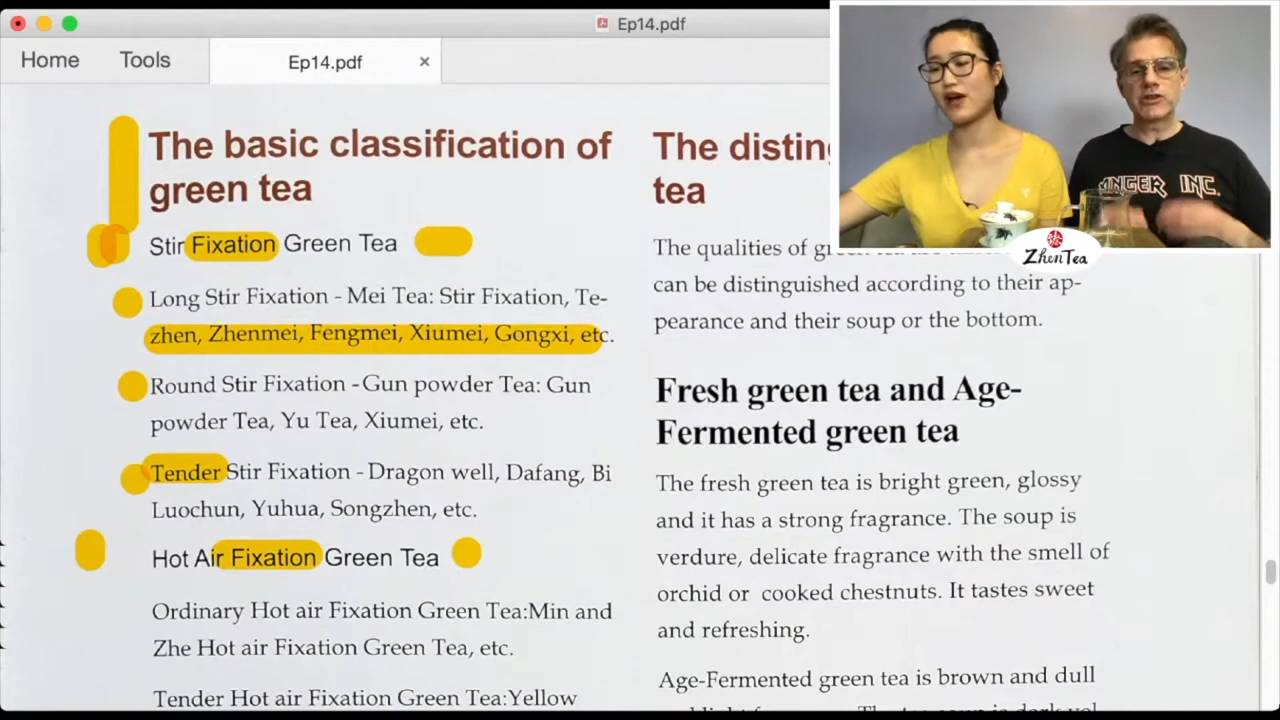 Ep14.pdf
Home
Tools
Ep14.pdf
The basic classification of
green tea
Stir Fixation Green Tea
Long Stir Fixation - Mei Tea: Stir Fixation, Te-
zhen, Zhenmei, Fengmei, Xiumei, Gongxi, etc.
Round Stir Fixation - Gun powder Tea: Gun
powder Tea, Yu Tea, Xiumei, etc.
Tender Stir Fixation - Dragon well, Dafang, Bi
Luochun, Yuhua, Songzhen, etc.
Hot Air Fixation Green Tea
Ordinary Hot air Fixation Green Tea:Min and
Zhe Hot air Fixation Green Tea, etc.
Tender Hot air Fixation Green Tea:Yellow
The
tea
The qualities of
can be distinguished according to their ap-
pearance and their soup or the bottom.
Fresh green tea and Age-
Fermented green tea
The fresh green tea is bright green, glossy
and it has a strong fragrance. The soup is
verdure, delicate fragrance with the smell of
orchid or cooked chestnuts. It tastes sweet
and refreshing.
Age-Fermented green tea is brown and dull
INC.
ZhenTea